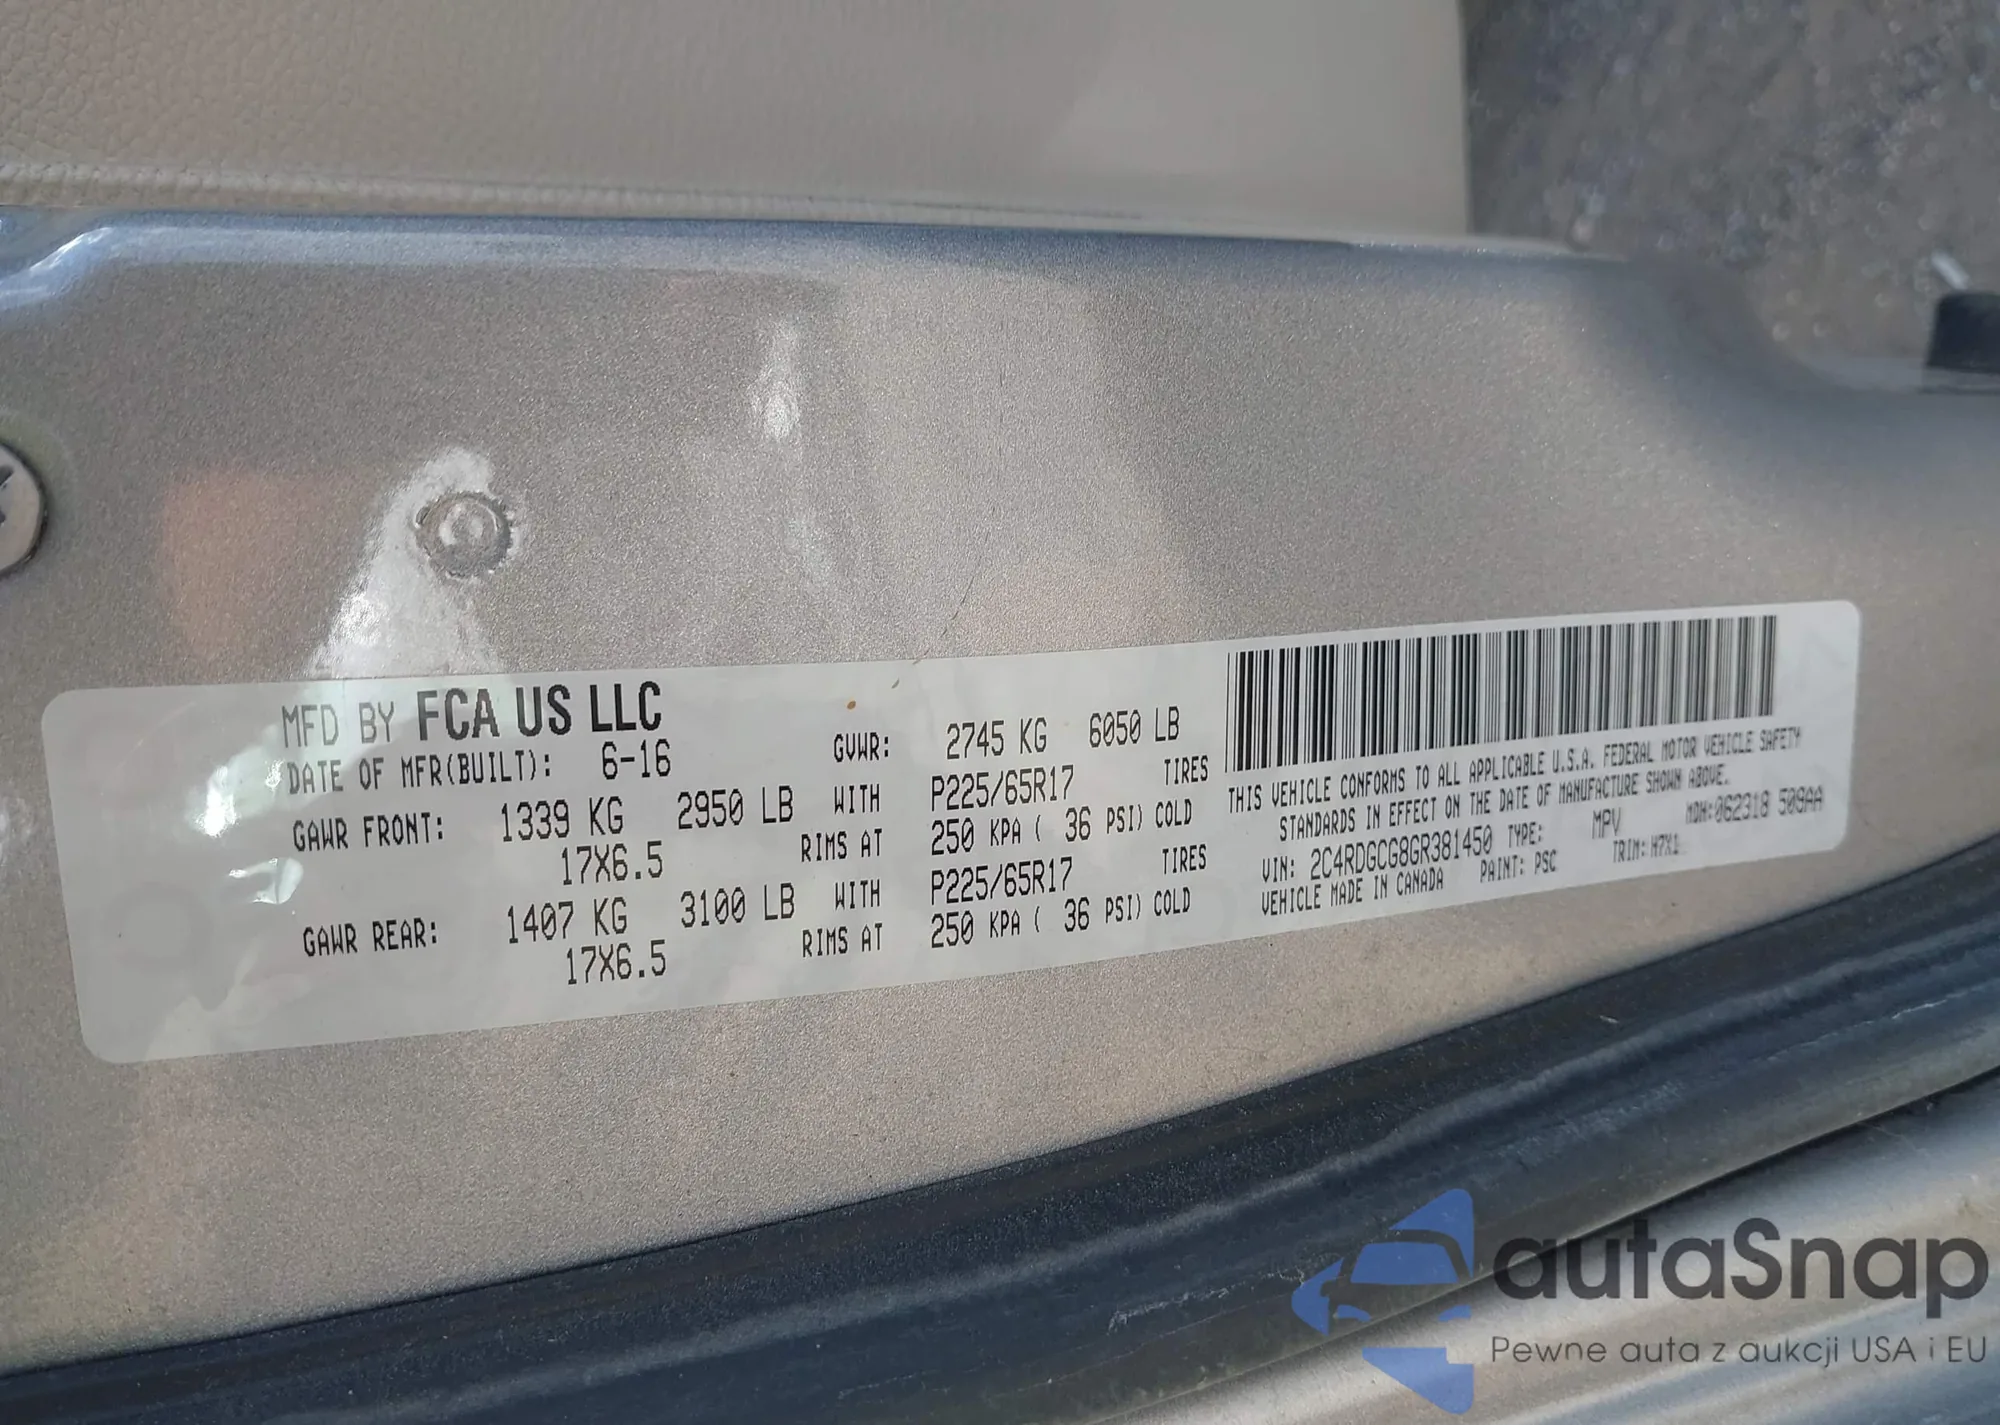 MFD BY FCA US LLC
DATE OF MFR(BUILT): 6-16 GVWR: 2745 KG 6050 LB
GAWR FRONT: 1339 KG 2950 LB WITH P225/65R17 TIRES
17X6.5 RIMS AT 250 KPA ( 36 PSI) COLD
GAWR REAR: 1407 KG 3100 LB WITH P225/65R17 TIRES
17X6.5 RIMS AT 250 KPA ( 36 PSI) COLD
THIS VEHICLE CONFORMS TO ALL APPLICABLE U.S.A. FEDERAL MOTOR VEHICLE SAFETY
STANDARDS IN EFFECT ON THE DATE OF MANUFACTURE SHOWN ABOVE.
VIN: 2C4RDGCG8GR381450 TYPE: MPV MDH:062318 509AA
VEHICLE MADE IN CANADA PAINT: PSC TRIM:
autaSnap
Pewne auta z aukcji USA i EU